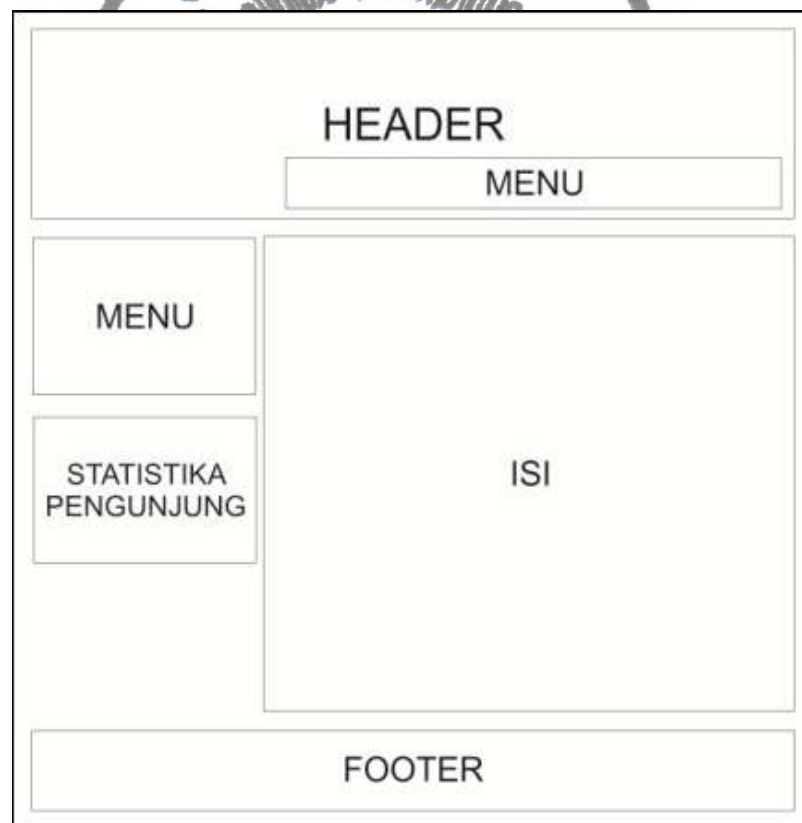 HEADER
MENU
MENU
STATISTIKA
PENGUNJUNG
ISI
FOOTER